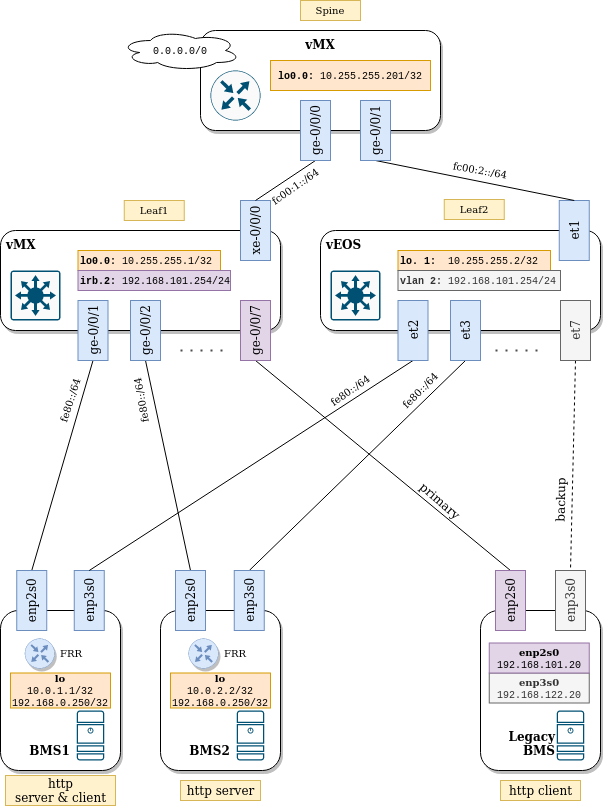 Spine
0.0.0.0/0
vMX
lo0.0: 10.255.255.201/32
ge-0/0/0
ge-0/0/1
fc00:1::/64
fc00:2::/64
Leaf1
Leaf2
xe-0/0/0
et1
vMX
lo0.0: 10.255.255.1/32
irb.2: 192.168.101.254/24
vEOS
lo. 1: 10.255.255.2/32
vlan 2: 192.168.101.254/24
ge-0/0/1
ge-0/0/2
. . . . .
ge-0/0/7
et2
et3
. . . . .
et7
fe80::/64
fe80::/64
fe80::/64
fe80::/64
primary
backup
enp2s0
enp3s0
enp2s0
enp3s0
enp2s0
enp3s0
FRR
lo
10.0.1.1/32
192.168.0.250/32
BMS1
FRR
lo
10.0.2.2/32
192.168.0.250/32
BMS2
enp2s0
192.168.101.20
enp3s0
192.168.122.20
Legacy
BMS
http
server & client
http server
http client